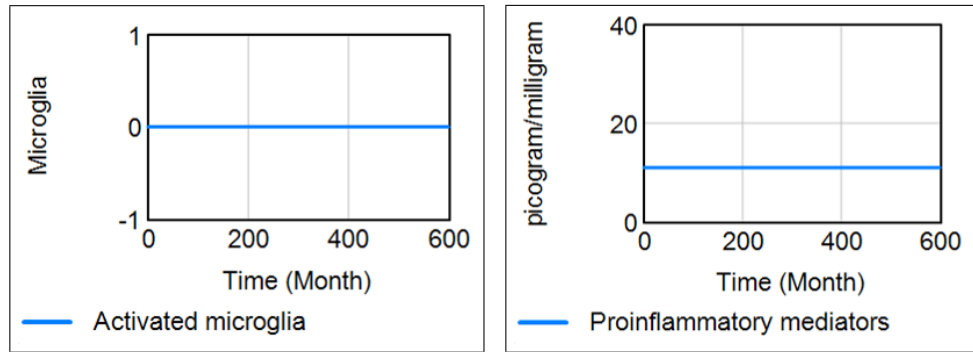 Microglia
1
0
-1
0 200 400 600
Time (Month)
Activated microglia
picogram/milligram
40
20
0
0 200 400 600
Time (Month)
Proinflammatory mediators